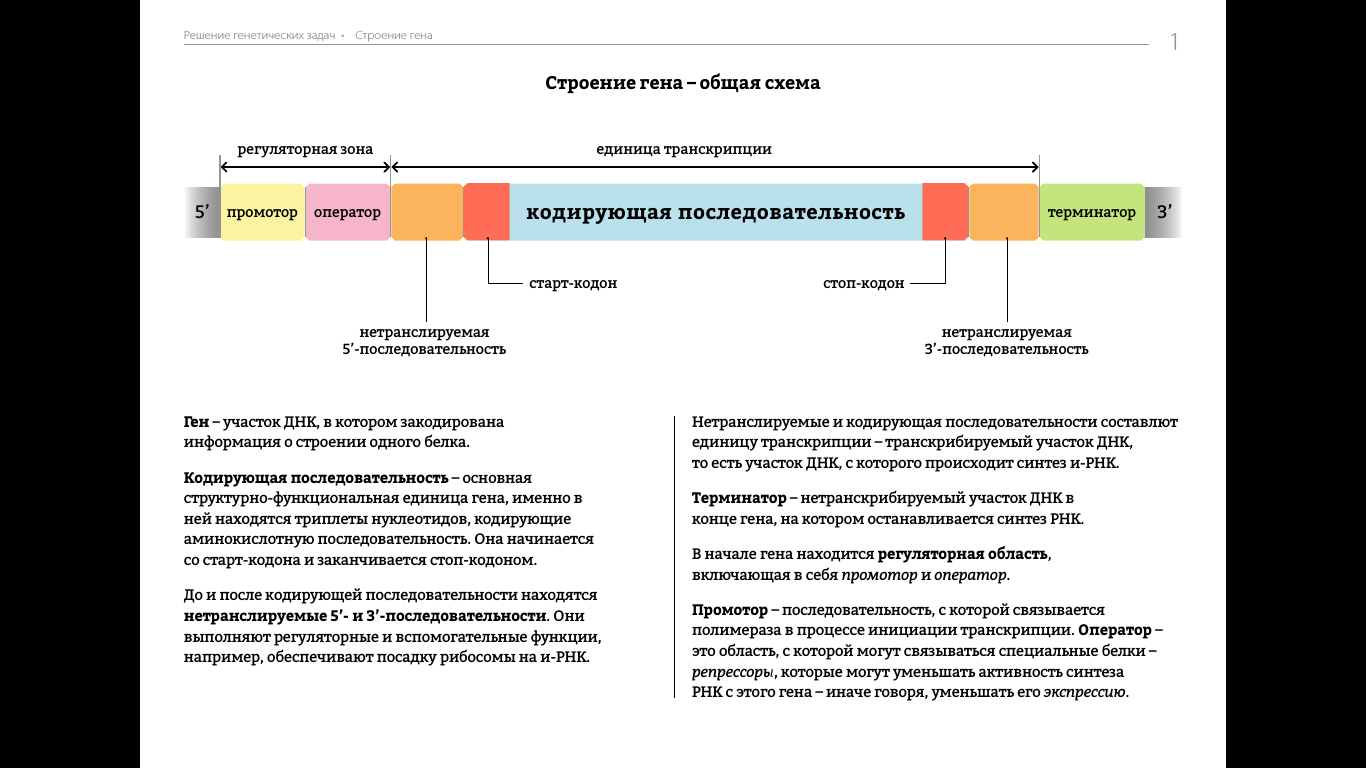 Решение генетических задач • Строение гена
1
Строение гена – общая схема
регуляторная зона
единица транскрипции
5’
промотор
оператор
кодирующая последовательность
терминатор
3’
старт-кодон
стоп-кодон
нетранслируемая
5’-последовательность
нетранслируемая
3’-последовательность
Ген – участок ДНК, в котором закодирована
информация о строении одного белка.
Кодирующая последовательность – основная
структурно-функциональная единица гена, именно в
ней находятся триплеты нуклеотидов, кодирующие
аминокислотную последовательность. Она начинается
со старт-кодона и заканчивается стоп-кодоном.
До и после кодирующей последовательности находятся
нетранслируемые 5’- и 3’-последовательности. Они
выполняют регуляторные и вспомогательные функции,
например, обеспечивают посадку рибосомы на и-РНК.
Нетранслируемые и кодирующая последовательности составлют
единицу транскрипции – транскрибируемый участок ДНК,
то есть участок ДНК, с которого происходит синтез и-РНК.
Терминатор – нетранскрибируемый участок ДНК в
конце гена, на котором останавливается синтез РНК.
В начале гена находится регуляторная область,
включающая в себя промотор и оператор.
Промотор – последовательность, с которой связывается
полимераза в процессе инициации транскрипции. Оператор –
это область, с которой могут связываться специальные белки –
репрессоры, которые могут уменьшать активность синтеза
РНК с этого гена – иначе говоря, уменьшать его экспрессию.